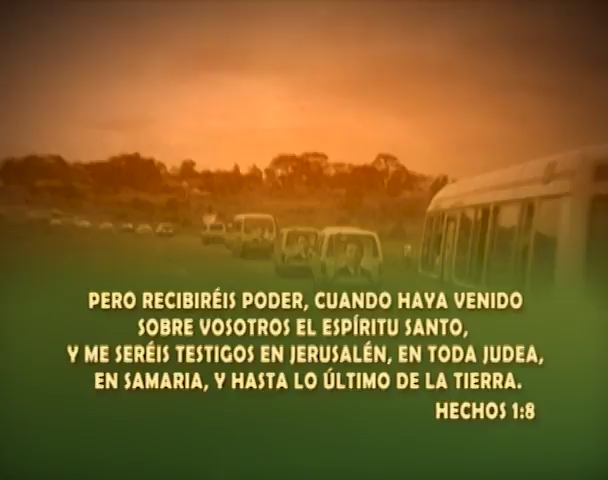 PERO RECIBIRÉIS PODER, CUANDO HAYA VENIDO
SOBRE VOSOTROS EL ESPÍRITU SANTO,
Y ME SERÉIS TESTIGOS EN JERUSALÉN, EN TODA JUDEA,
EN SAMARIA, Y HASTA LO ÚLTIMO DE LA TIERRA.
HECHOS 1:8